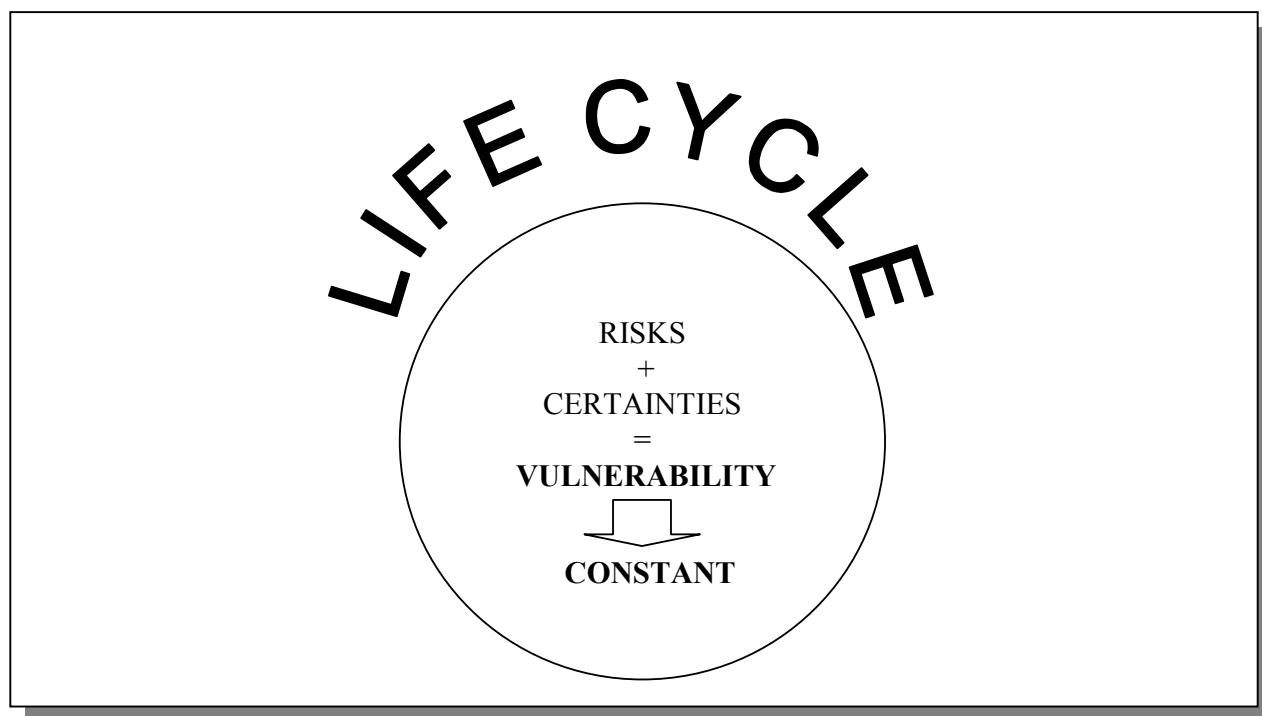 LIFE CYCLE
RISKS
+
CERTAINTIES
=
VULNERABILITY
CONSTANT